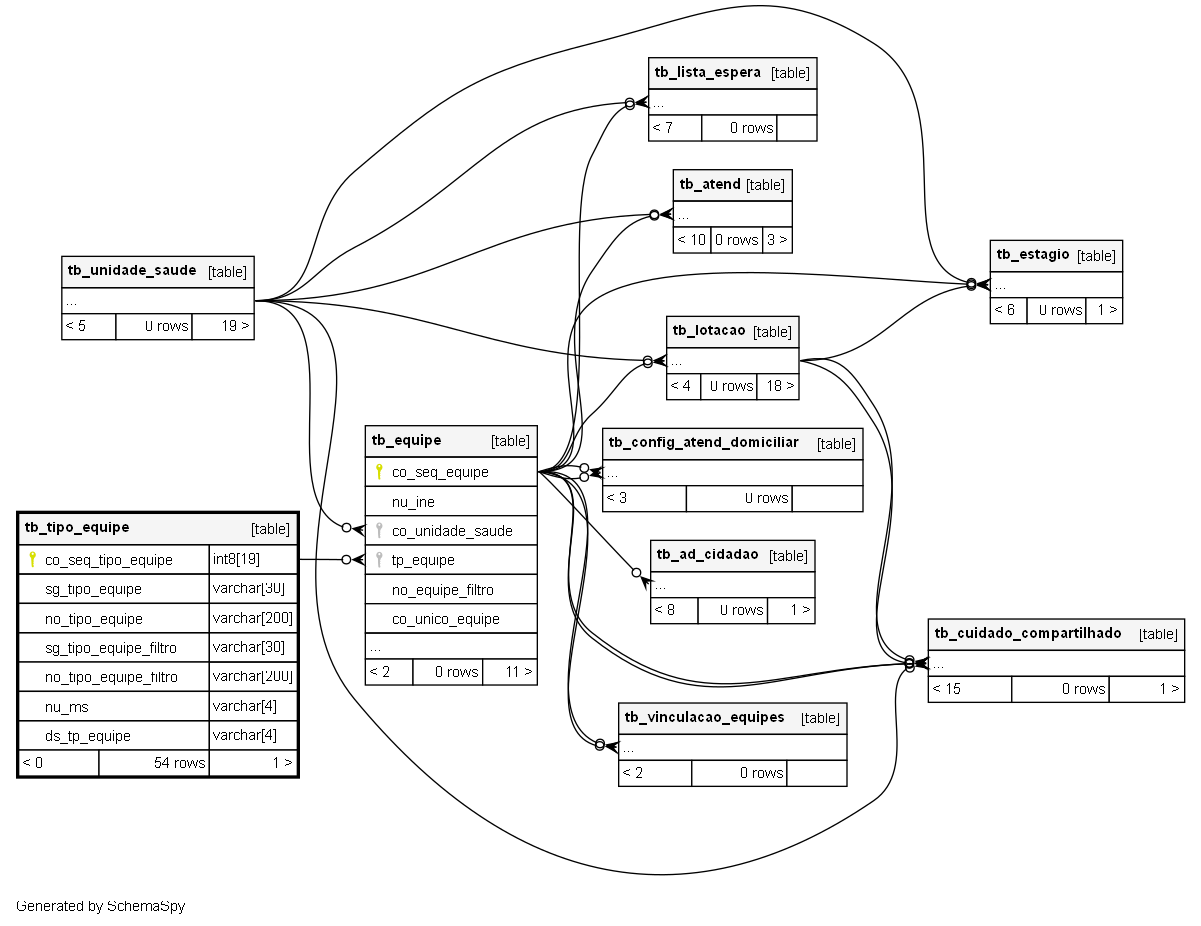 tb_lista_espera [table]
...
< 7 0 rows
tb_atend [table]
...
< 10 0 rows 3 >
tb_unidade_saude [table]
...
< 5 0 rows 19 >
tb_estagio [table]
...
< 6 0 rows 1 >
tb_lotacao [table]
...
< 4 0 rows 18 >
tb_equipe [table]
co_seq_equipe
nu_ine
co_unidade_saude
tp_equipe
no_equipe_filtro
co_unico_equipe
...
< 2 0 rows 11 >
tb_config_atend_domiciliar [table]
...
< 3 0 rows
tb_tipo_equipe [table]
co_seq_tipo_equipe int8[19]
sg_tipo_equipe varchar[30]
no_tipo_equipe varchar[200]
sg_tipo_equipe_filtro varchar[30]
no_tipo_equipe_filtro varchar[200]
nu_ms varchar[4]
ds_tp_equipe varchar[4]
< 0 54 rows 1 >
tb_ad_cidadao [table]
...
< 8 0 rows 1 >
tb_cuidado_compartilhado [table]
...
< 15 0 rows 1 >
tb_vinculacao_equipes [table]
...
< 2 0 rows
Generated by SchemaSpy